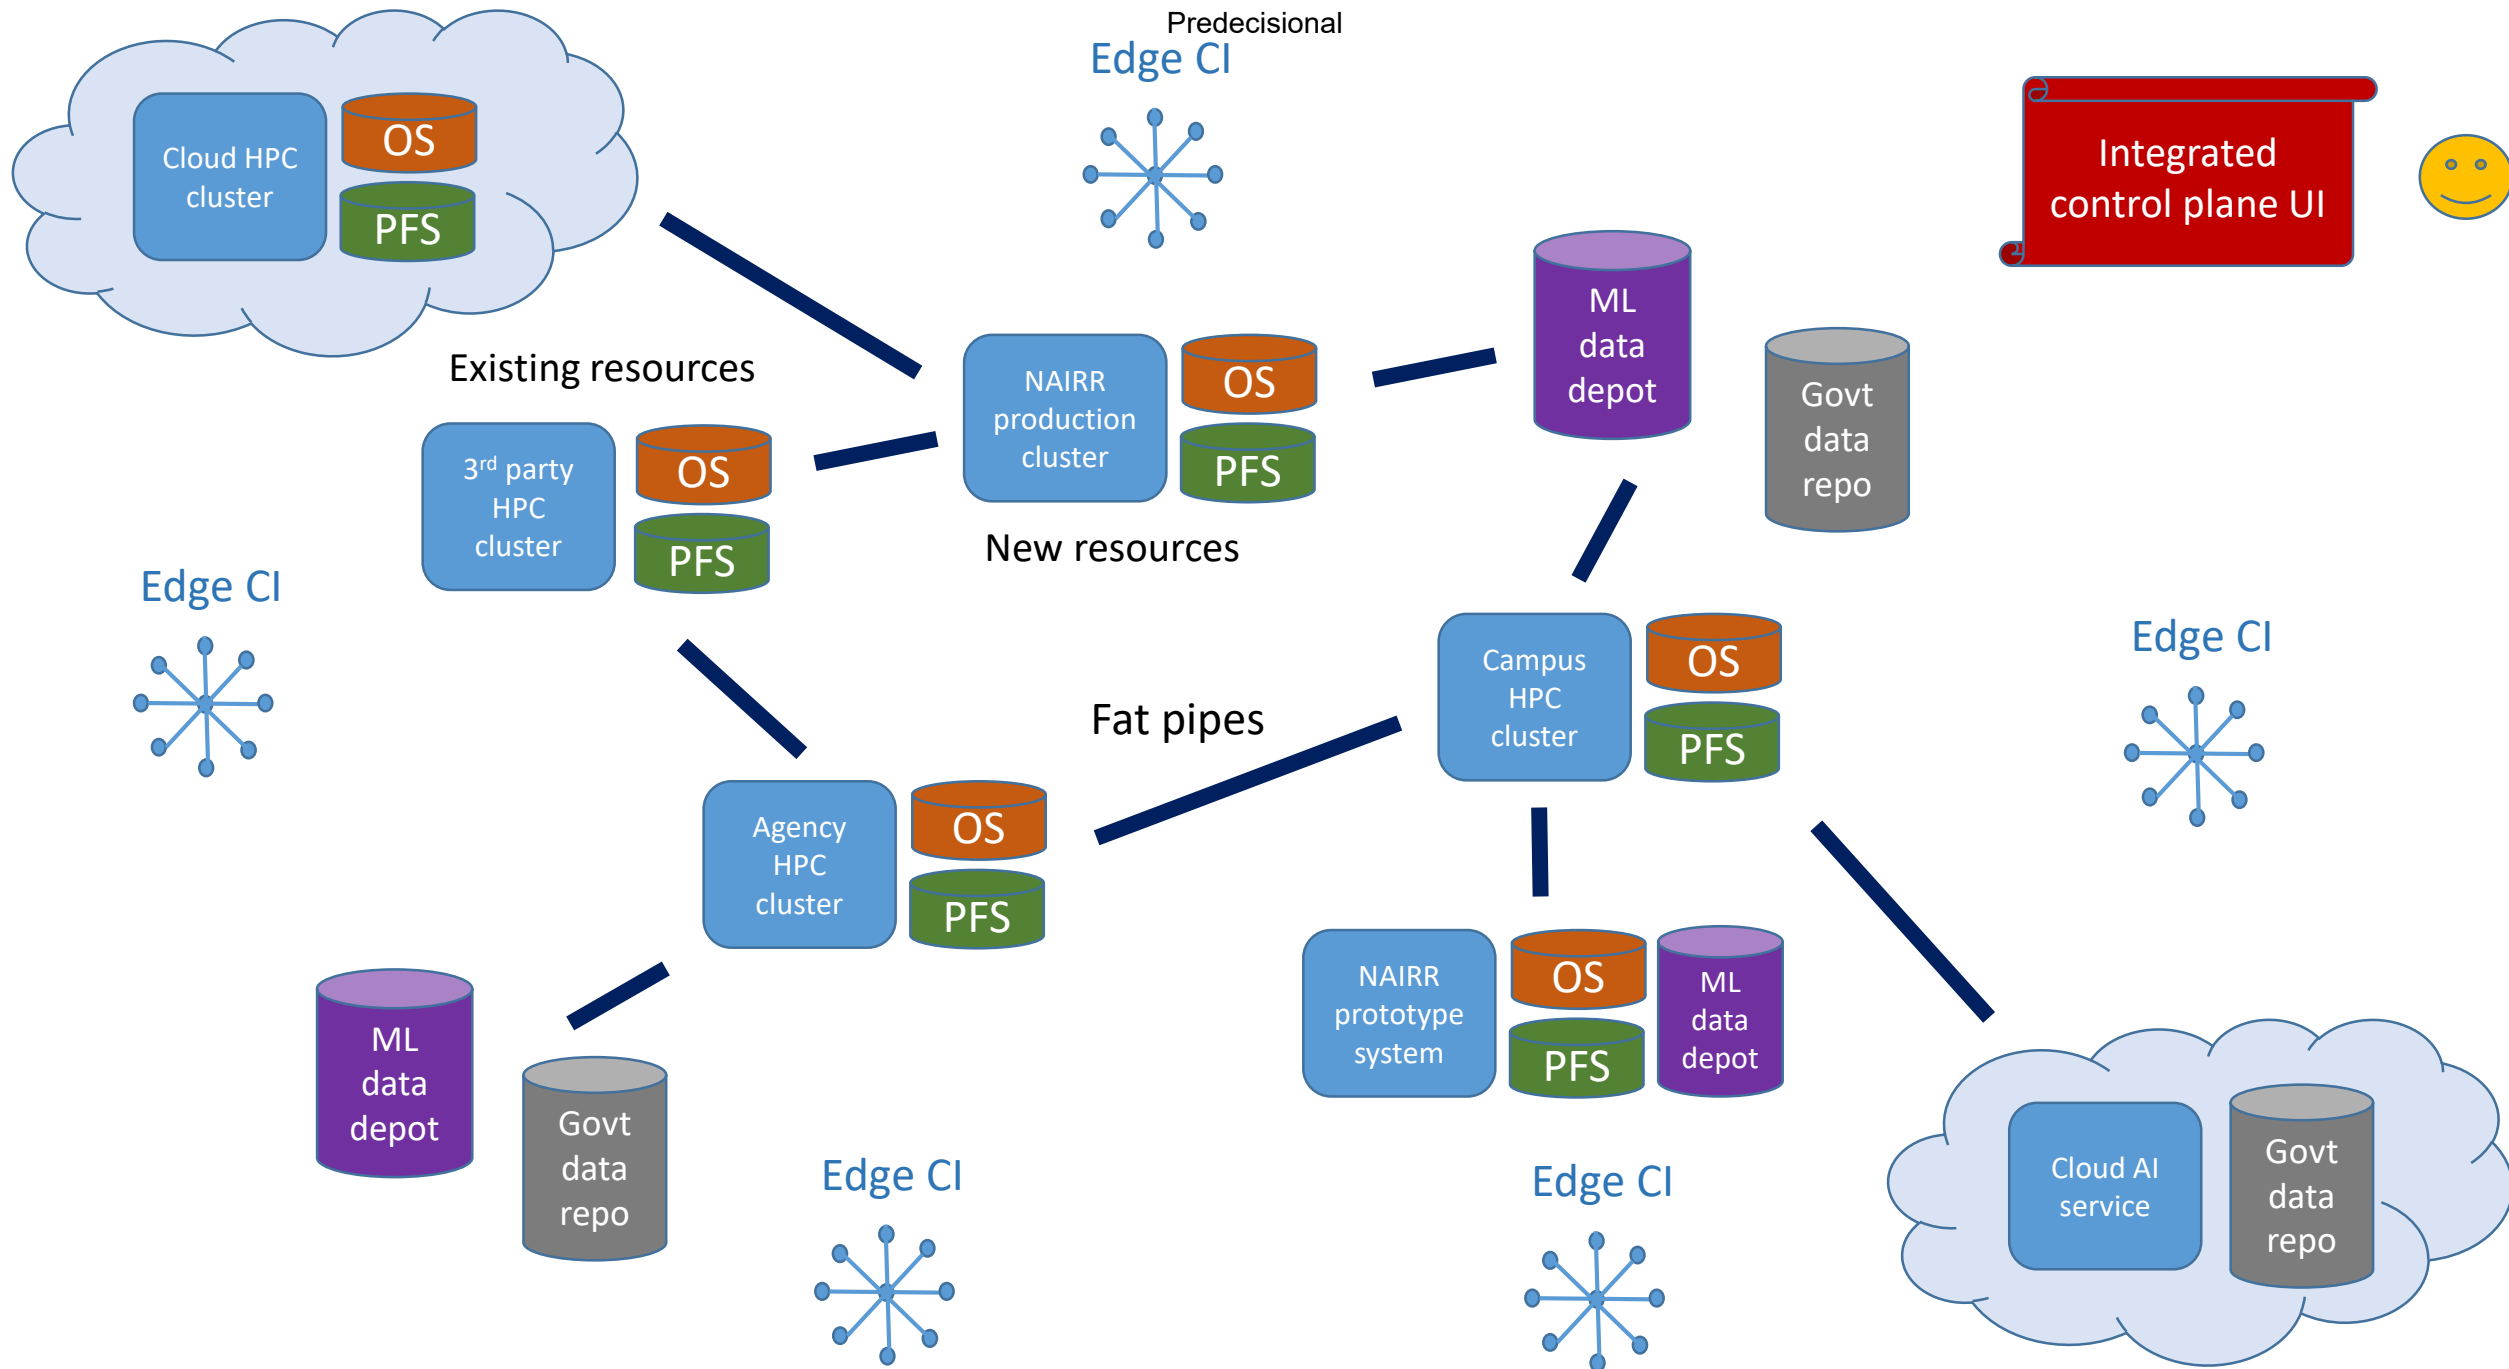 Predecisional
Edge CI
Cloud HPC
cluster
OS
PFS
Integrated
control plane UI
Existing resources
NAIRR
production
cluster
OS
PFS
ML
data
depot
Govt
data
repo
3rd party
HPC
cluster
OS
PFS
New resources
Edge CI
Campus
HPC
cluster
OS
PFS
Edge CI
Fat pipes
Agency
HPC
cluster
OS
PFS
NAIRR
prototype
system
OS
PFS
ML
data
depot
ML
data
depot
Govt
data
repo
Edge CI
Edge CI
Cloud AI
service
Govt
data
repo